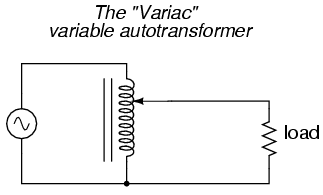 The "Variac"
variable autotransformer
load